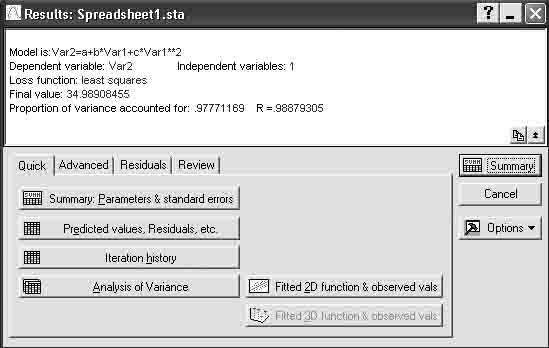 Results: Spreadsheet1.sta
Model is: Var2=a+b*Var1+c*Var1**2
Dependent variable: Var2 Independent variables: 1
Loss function: least squares
Final value: 34.98908455
Proportion of variance accounted for: .97771169 R =.98879305
Quick Advanced Residuals Review
Summary
Summary: Parameters & standard errors
Cancel
Predicted values, Residuals, etc.
Options
Iteration history
Analysis of Variance
Fitted 2D function & observed vals
Fitted 3D function & observed vals